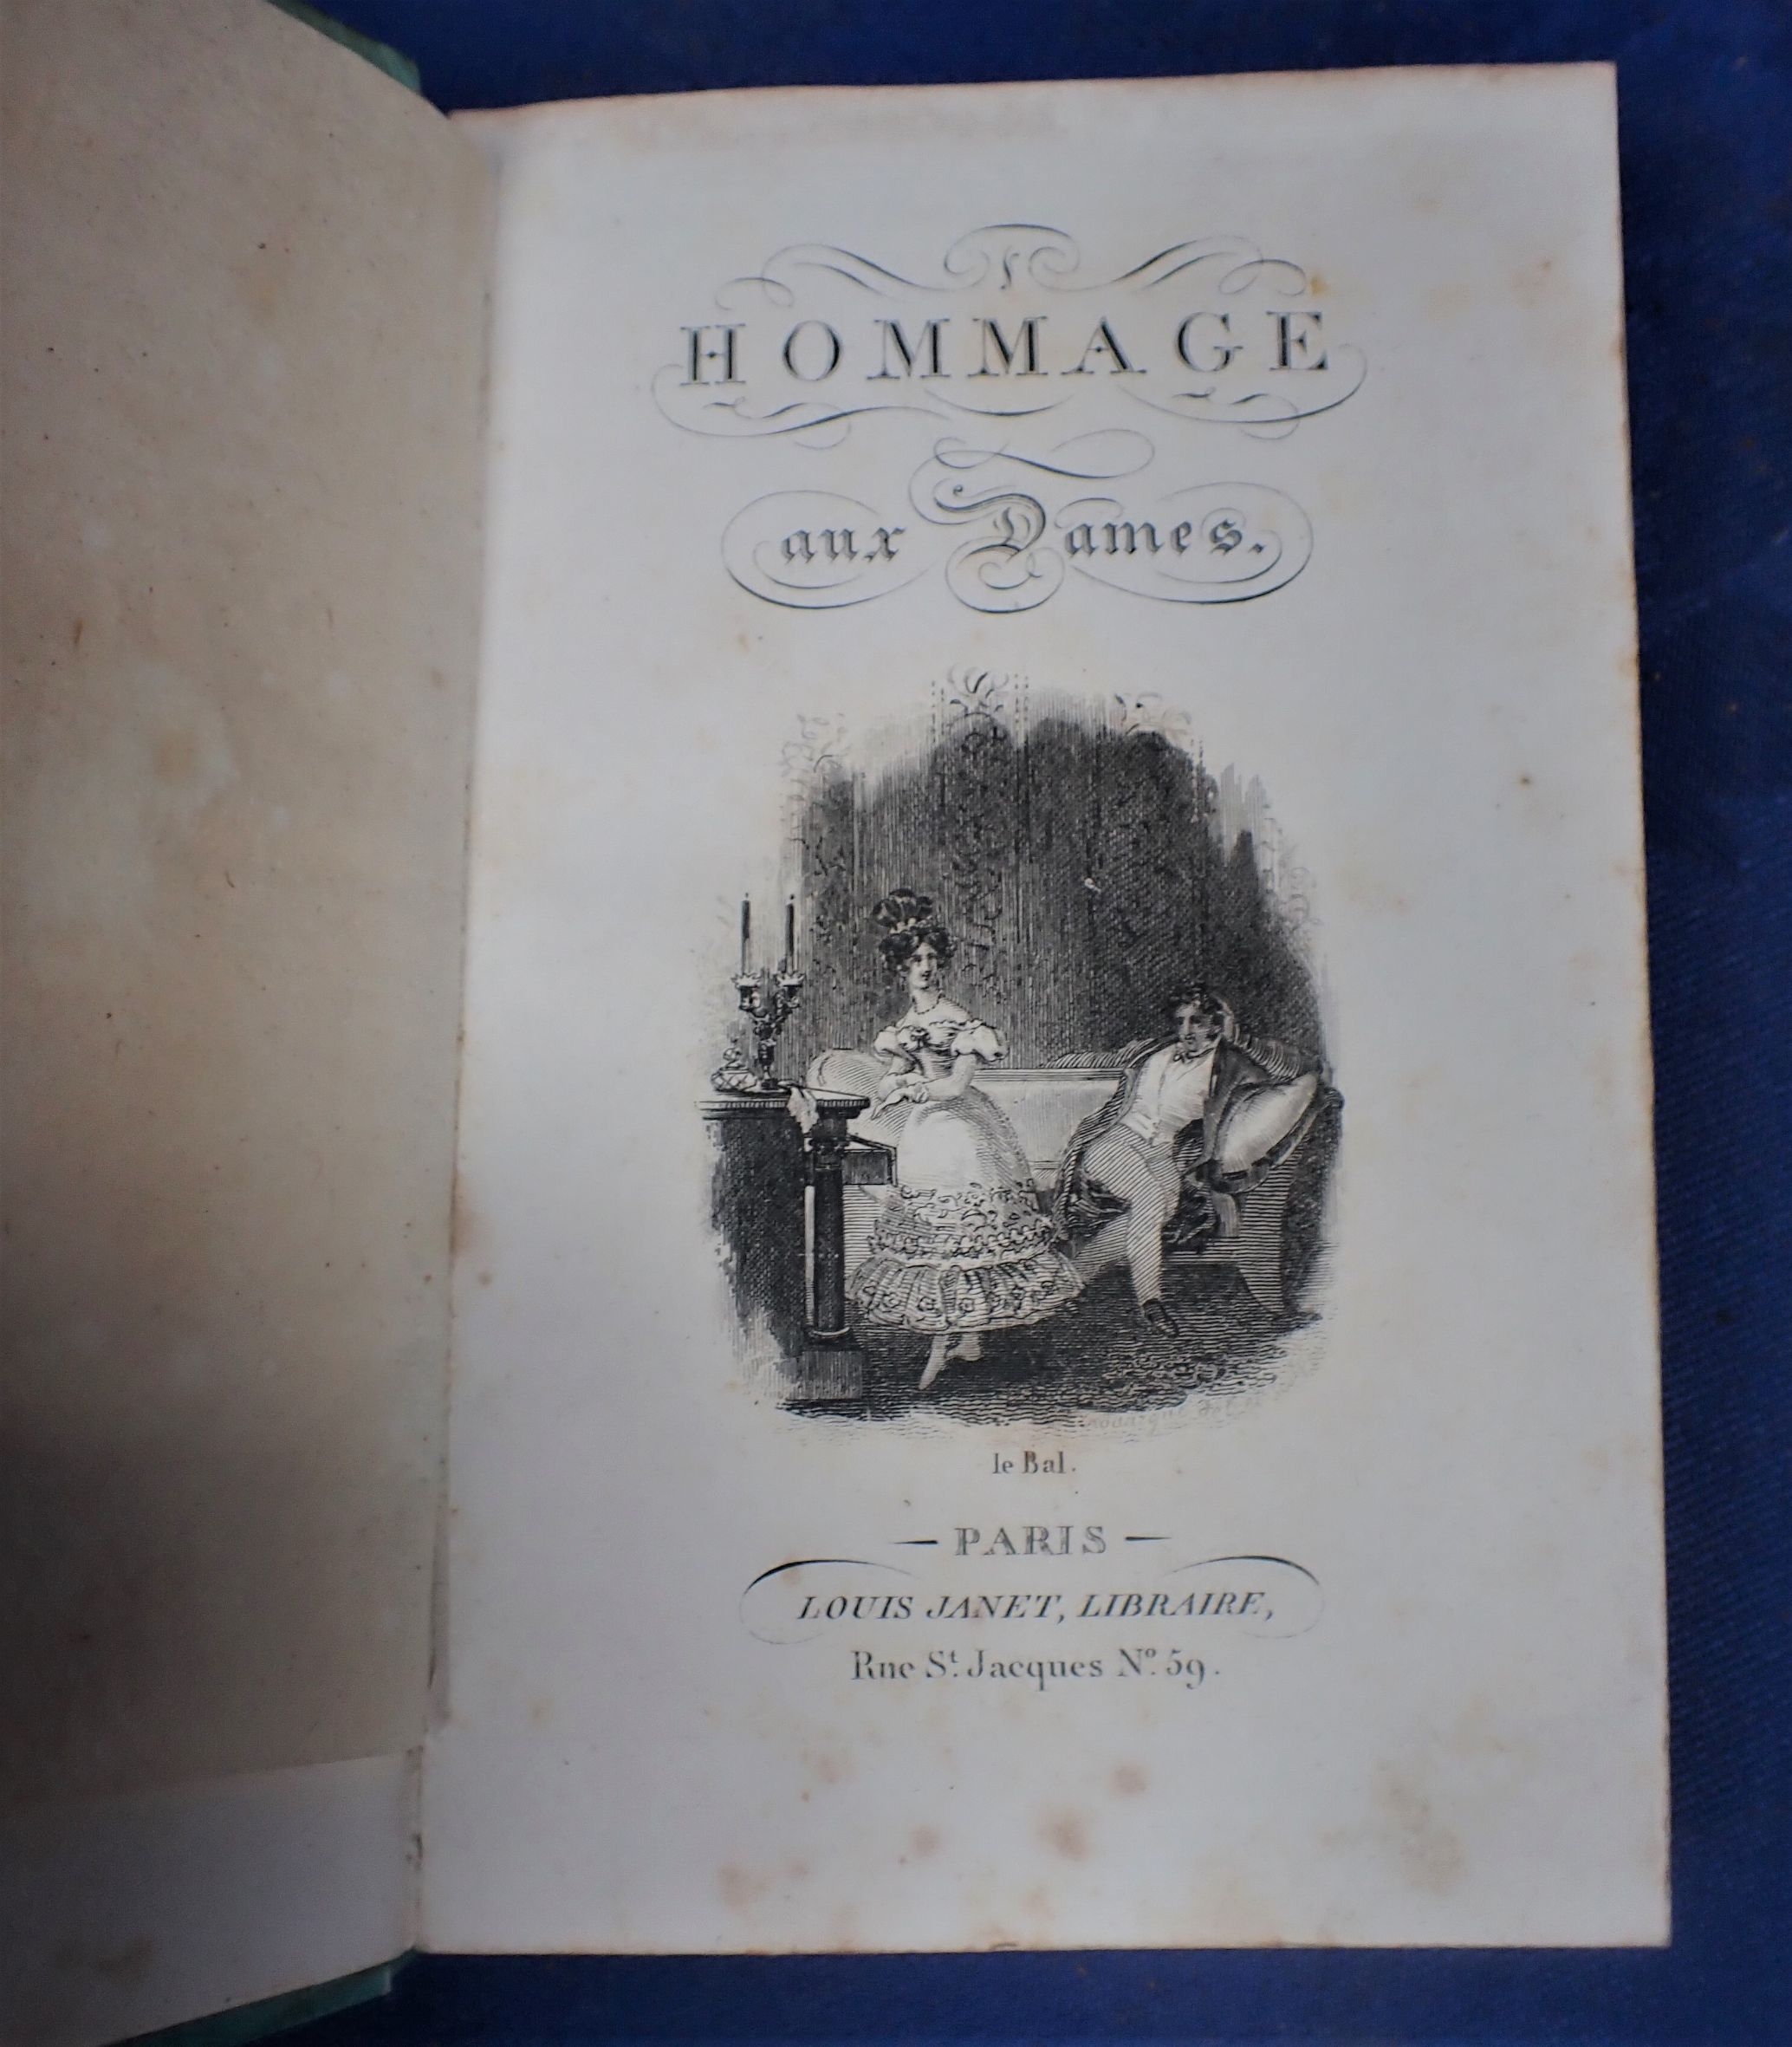 HOMMAGE
aux Dames.
le Bal.
— PARIS —
LOUIS JANET, LIBRAIRE,
Rue St. Jacques No. 59.